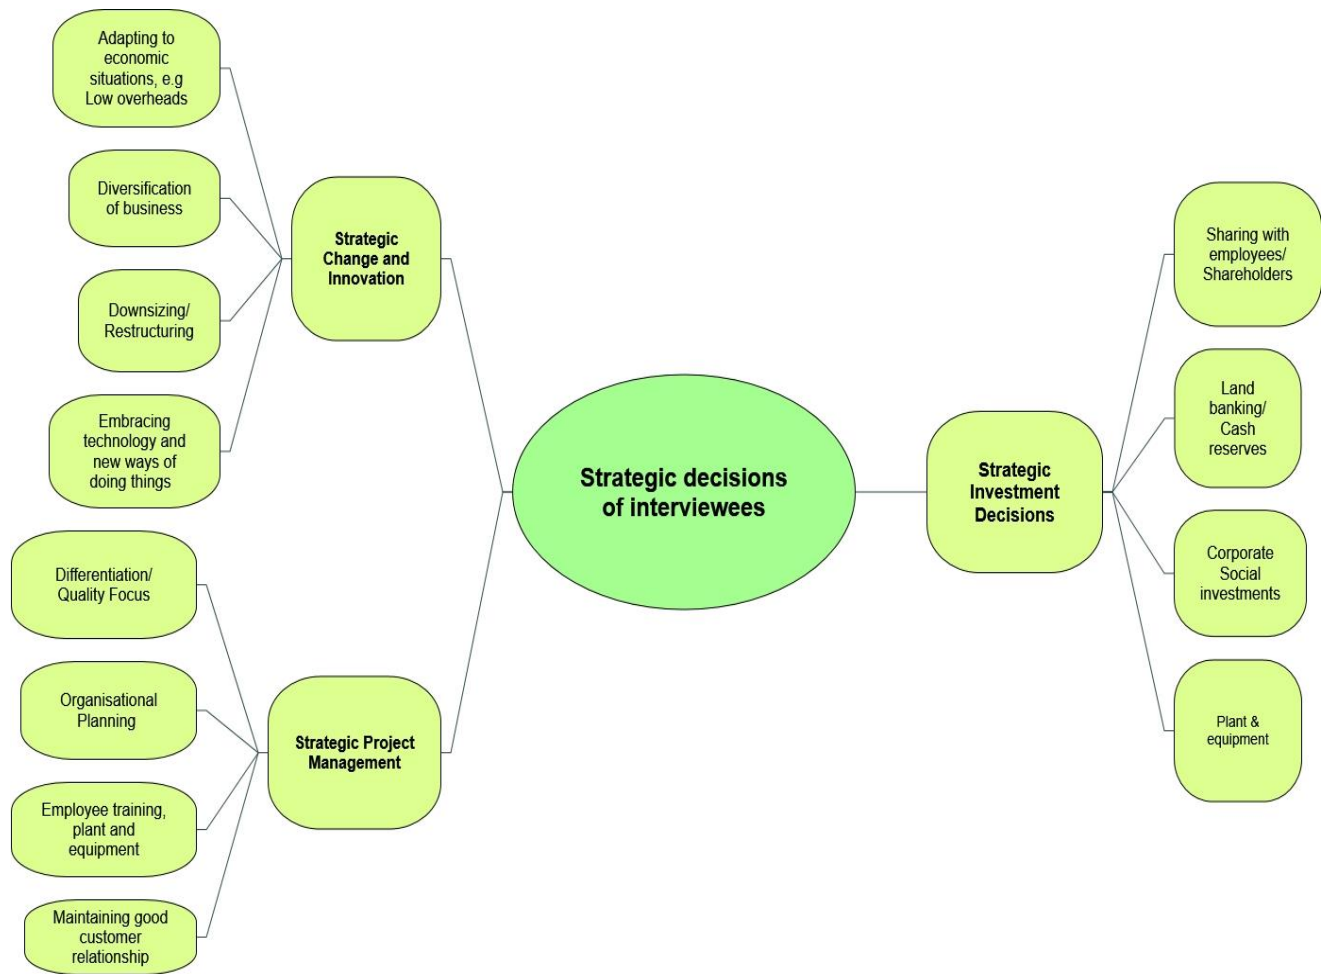 Adapting to
economic
situations, e.g
Low overheads
Diversification
of business
Downsizing/
Restructuring
Embracing
technology and
new ways of
doing things
Strategic
Change and
Innovation
Differentiation/
Quality Focus
Organisational
Planning
Employee training,
plant and
equipment
Maintaining good
customer
relationship
Strategic Project
Management
Strategic decisions
of interviewees
Strategic
Investment
Decisions
Sharing with
employees/
Shareholders
Land
banking/
Cash
reserves
Corporate
Social
investments
Plant &
equipment